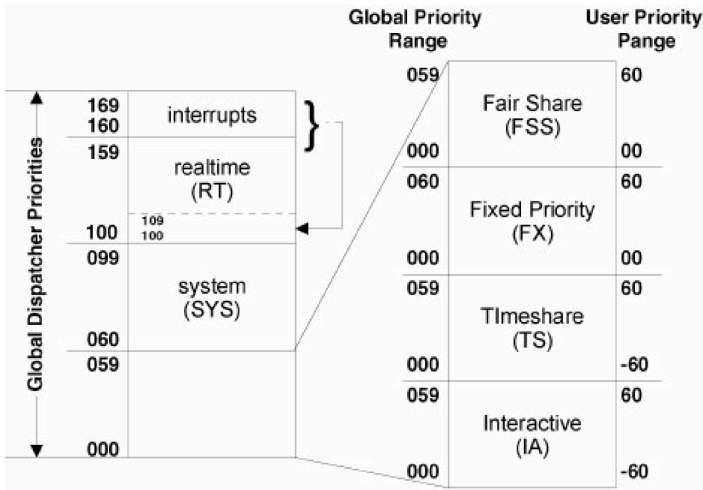 Global Priority
Range
User Priority
Pange
Global Dispatcher Priorities
169
160
interrupts
159
realtime
(RT)
109
100
100
099
system
(SYS)
060
059
000
059
60
Fair Share
(FSS)
000
00
060
60
Fixed Priority
(FX)
000
00
059
60
TImeshare
(TS)
000
-60
059
60
Interactive
(IA)
000
-60